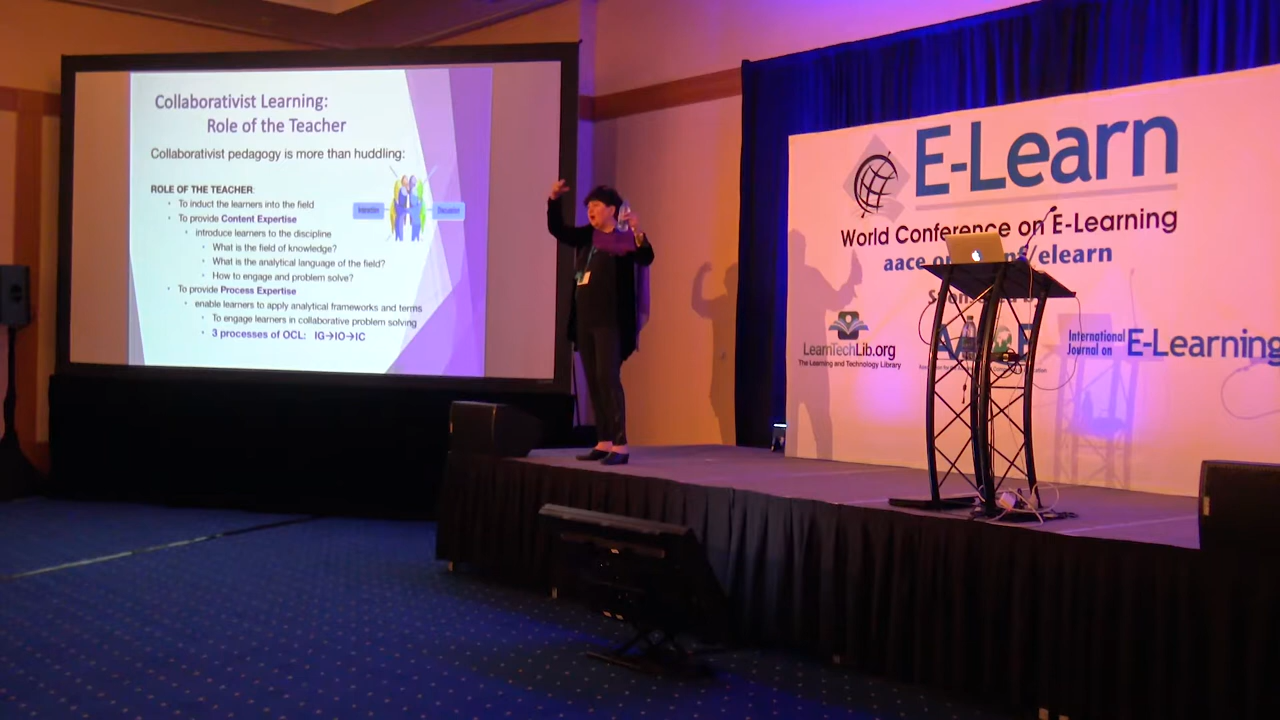 Collaborativist Learning:
Role of the Teacher
Collaborativist pedagogy is more than huddling:
ROLE OF THE TEACHER:
• To induct the learners into the field
• To provide Content Expertise
• introduce learners to the discipline
• What is the field of knowledge?
• What is the analytical language of the field?
• How to engage and problem solve?
• To provide Process Expertise
• enable learners to apply analytical frameworks and terms
• To engage learners in collaborative problem solving
• 3 processes of OCL: IG→IO→IC
Interaction
Discussion
E-Learn
World Conference on E-Learning
aace.o /elearn
LearnTechLib.org
The Learning and Technology Library
International
Journal on
E-Learning